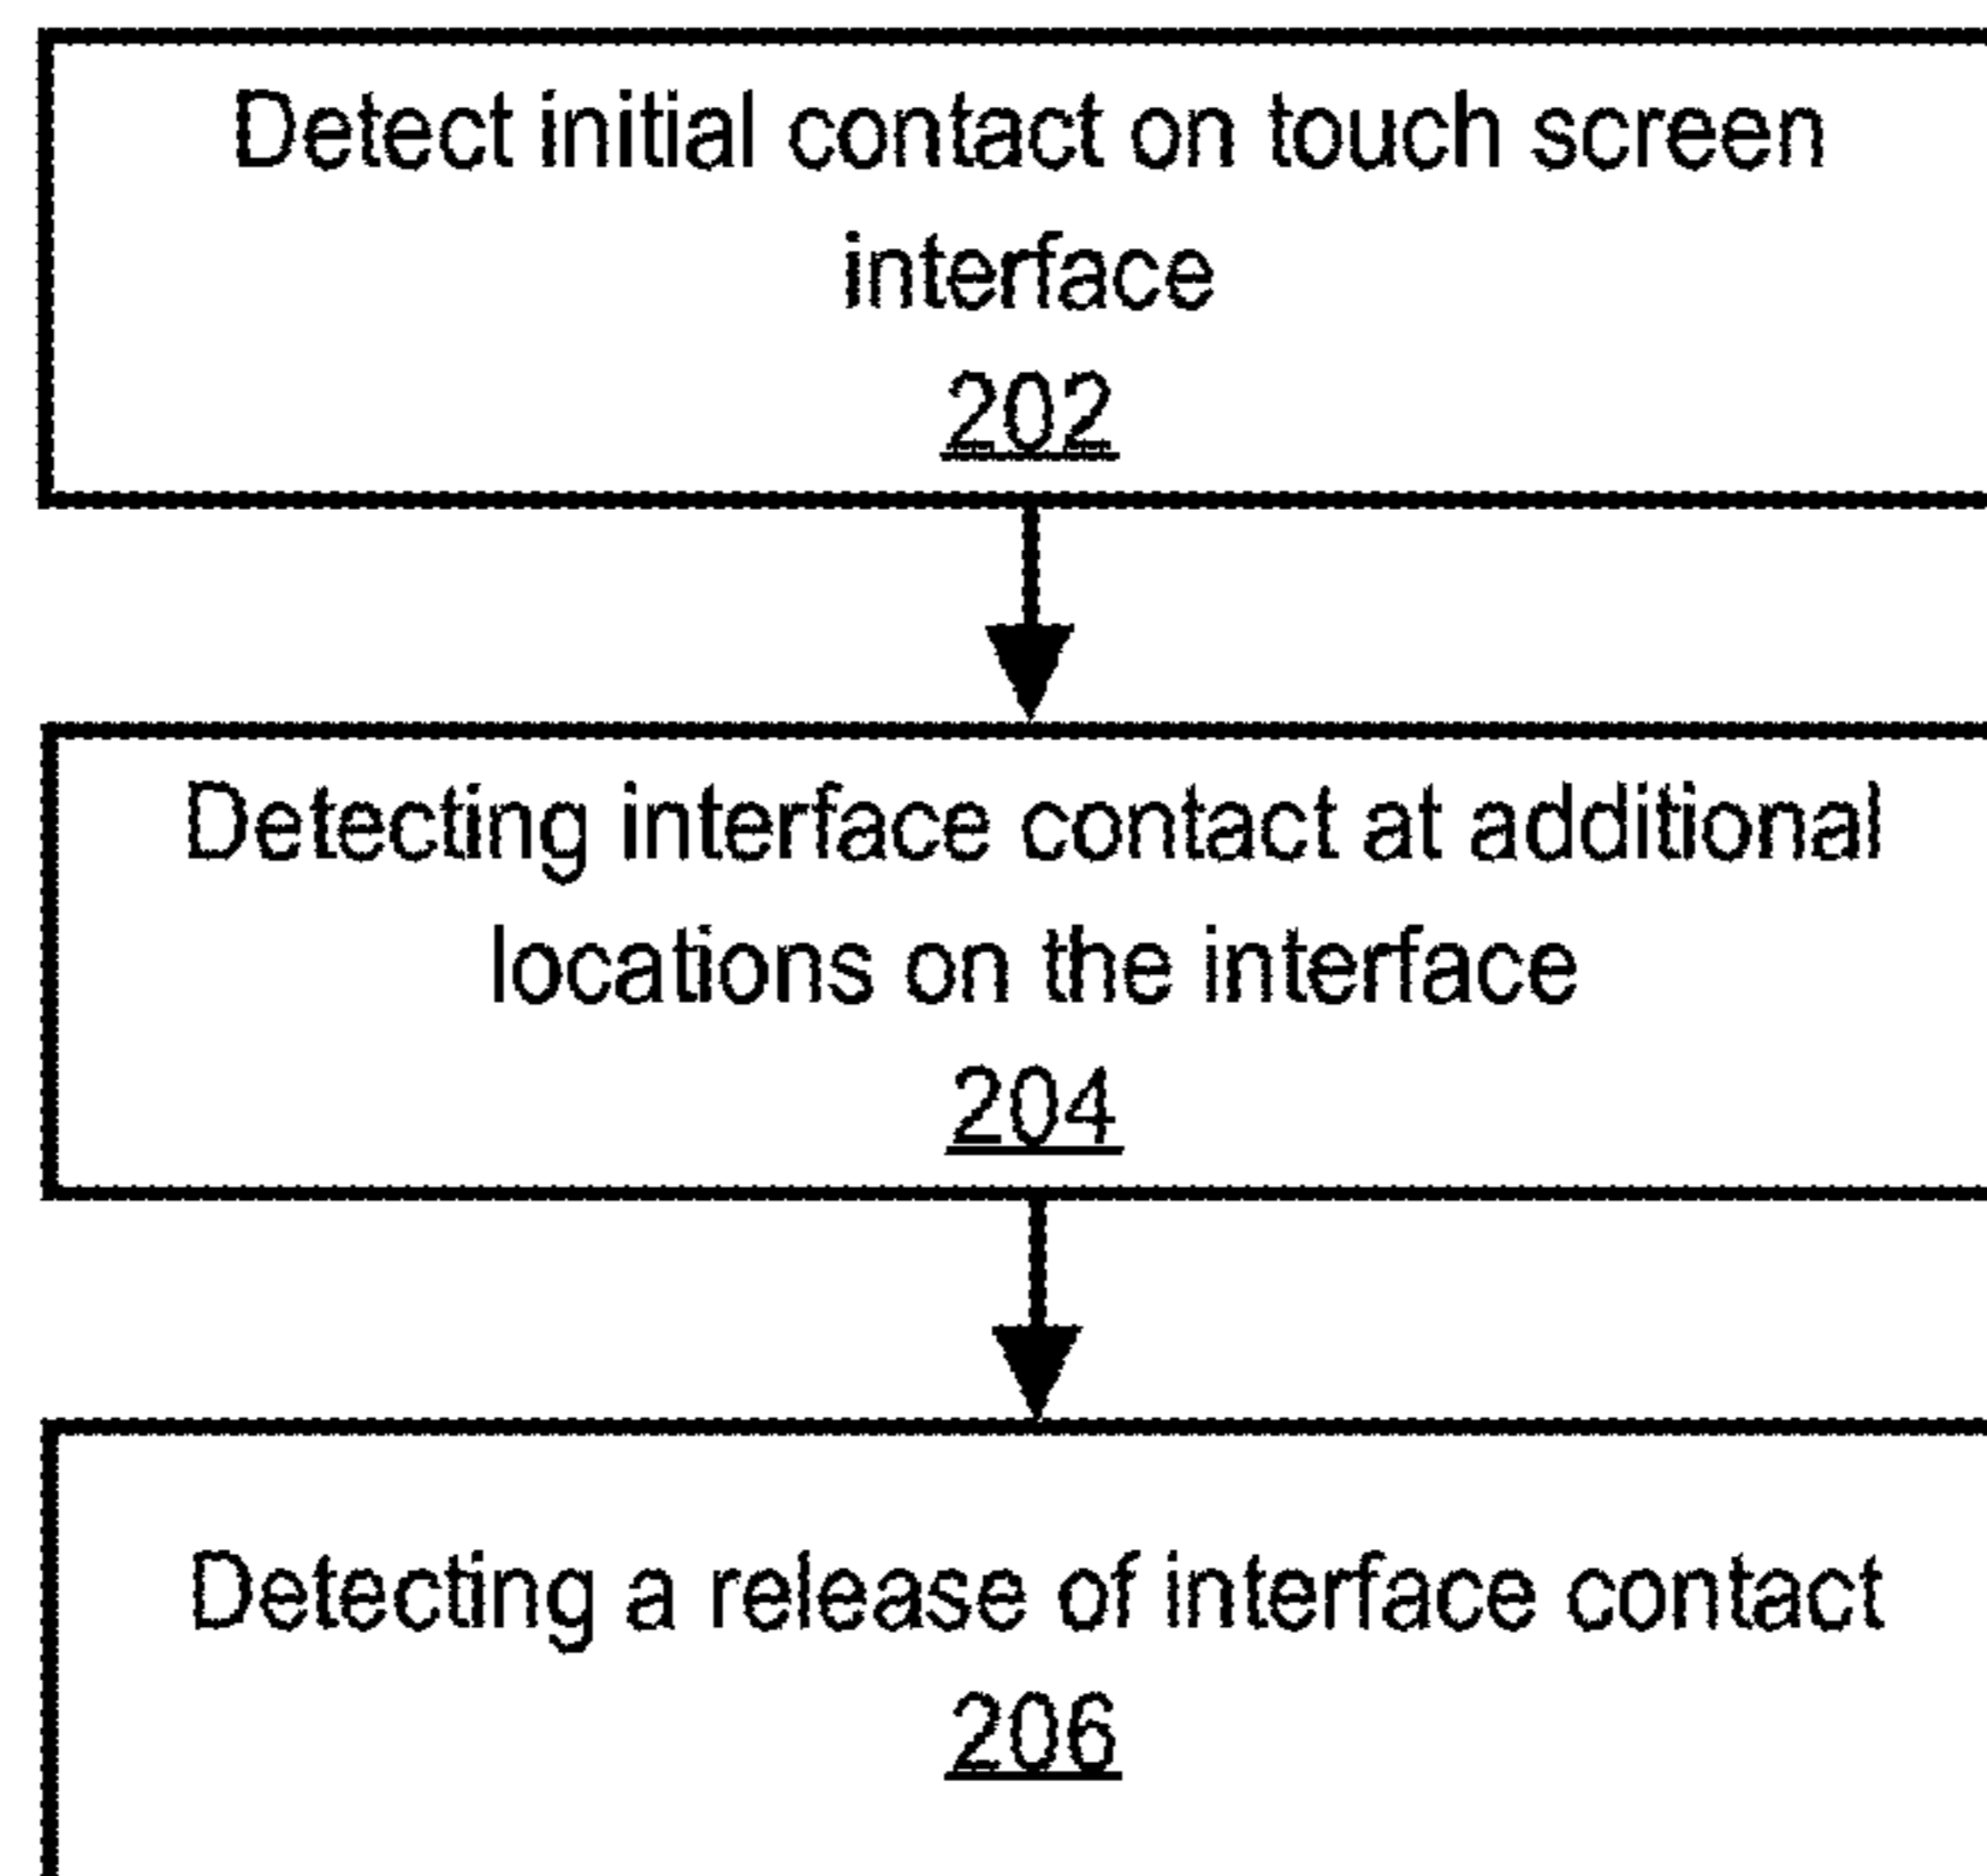 Detect initial contact on touch screen
interface
202
Detecting interface contact at additional
locations on the interface
204
Detecting a release of interface contact
206